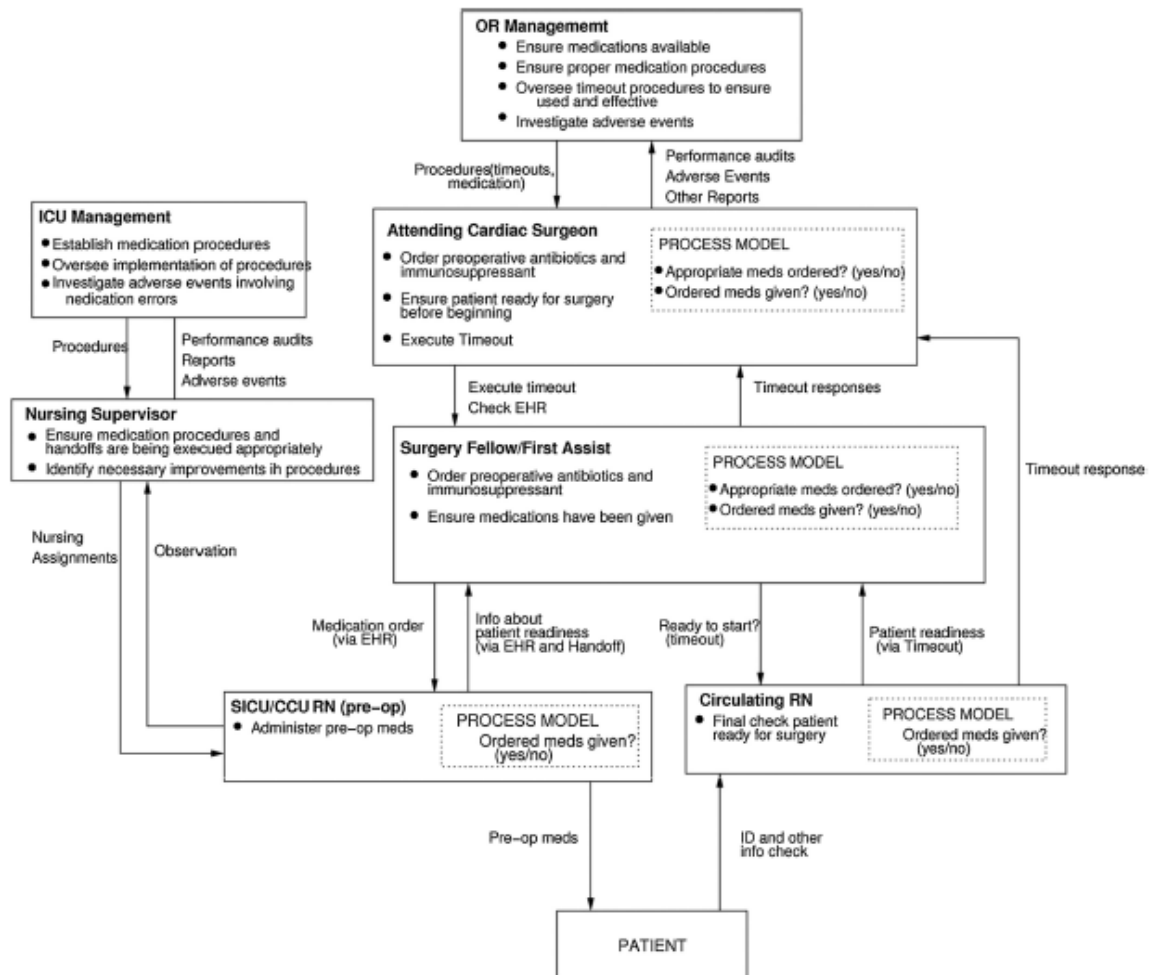 OR Managememt
● Ensure medications available
● Ensure proper medication procedures
● Oversee timeout procedures to ensure
used and effective
● Investigate adverse events
Procedures(timeouts,
medication)
Performance audits
Adverse Events
Other Reports
ICU Management
● Establish medication procedures
● Oversee implementation of procedures
● Investigate adverse events involving
nedication errors
Procedures
Performance audits
Reports
Adverse events
Attending Cardiac Surgeon
● Order preoperative antibiotics and
immunosuppressant
● Ensure patient ready for surgery
before beginning
● Execute Timeout
PROCESS MODEL
● Appropriate meds ordered? (yes/no)
● Ordered meds given? (yes/no)
Execute timeout
Check EHR
Timeout responses
Nursing Supervisor
● Ensure medication procedures and
handoffs are being execued appropriately
● Identify necessary improvements ih procedures
Surgery Fellow/First Assist
● Order preoperative antibiotics and
immunosuppressant
● Ensure medications have been given
PROCESS MODEL
● Appropriate meds ordered? (yes/no)
● Ordered meds given? (yes/no)
Timeout response
Nursing
Assignments
Observation
Medication order
(via EHR)
Info about
patient readiness
(via EHR and Handoff)
Ready to start?
(timeout)
Patient readiness
(via Timeout)
SICU/CCU RN (pre-op)
● Administer pre-op meds
PROCESS MODEL
Ordered meds given?
(yes/no)
Circulating RN
● Final check patient
ready for surgery
PROCESS MODEL
Ordered meds given?
(yes/no)
Pre-op meds
ID and other
info check
PATIENT